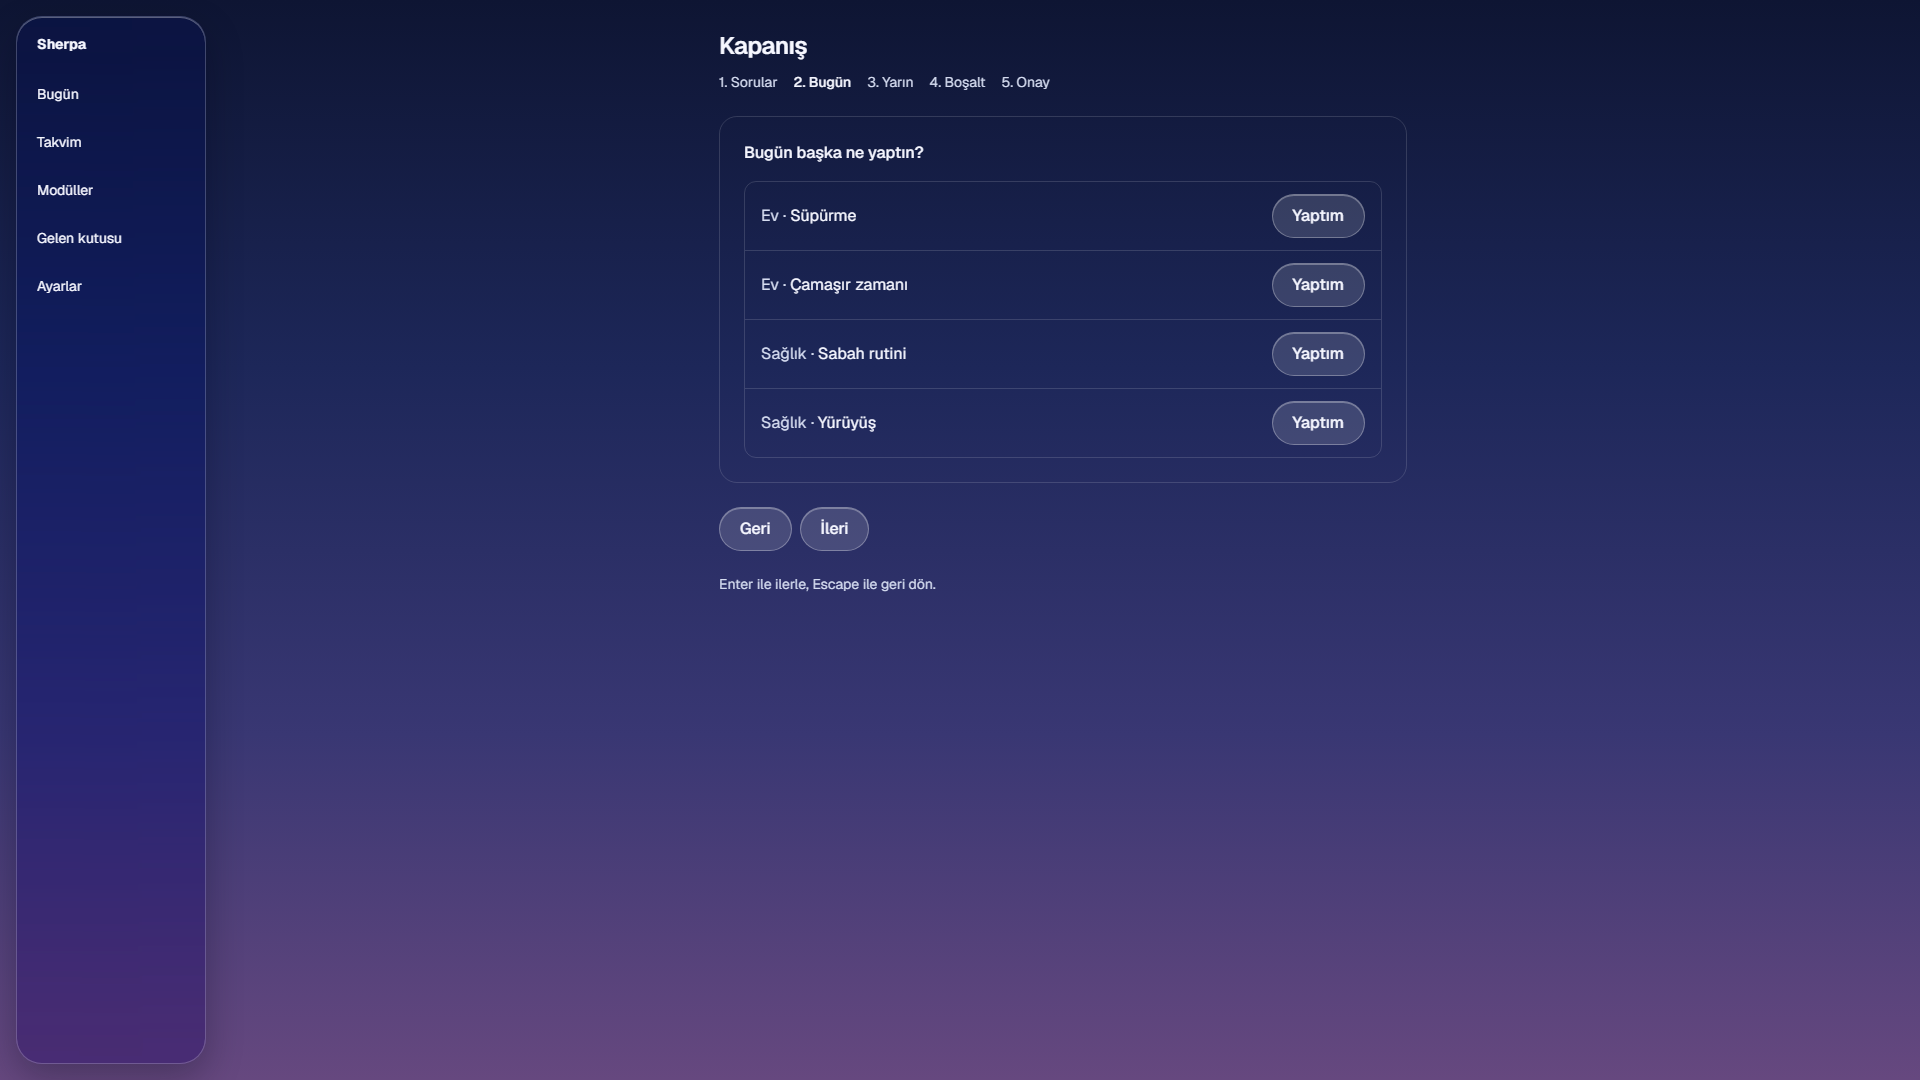 Sherpa
Bugün
Takvim
Modüller
Gelen kutusu
Ayarlar
Kapanış
1. Sorular 2. Bugün 3. Yarın 4. Boşalt 5. Onay
Bugün başka ne yaptın?
Ev · Süpürme Yaptım
Ev · Çamaşır zamanı Yaptım
Sağlık · Sabah rutini Yaptım
Sağlık · Yürüyüş Yaptım
Geri İleri
Enter ile ilerle, Escape ile geri dön.